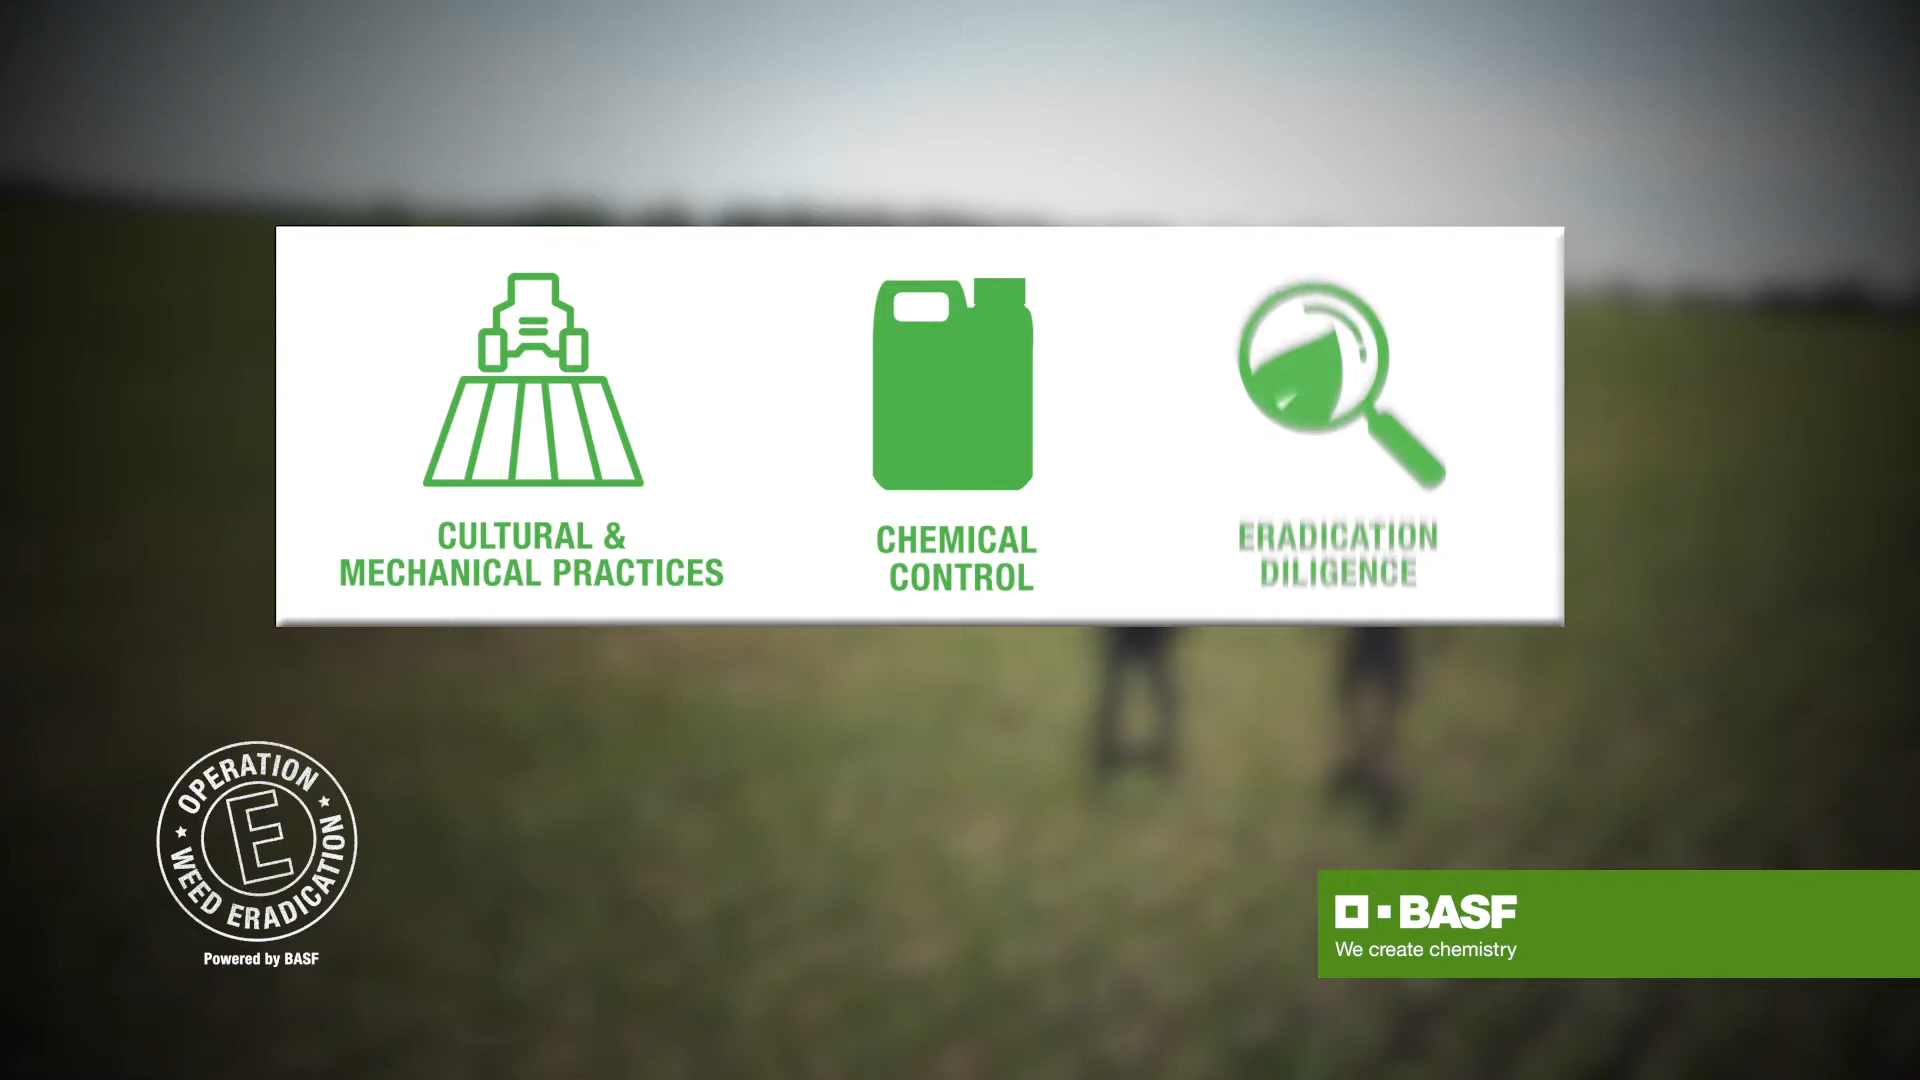 CULTURAL &
MECHANICAL PRACTICES
CHEMICAL
CONTROL
ERADICATION
DILIGENCE
OPERATION
E
WEED ERADICATION
Powered by BASF
BASF
We create chemistry